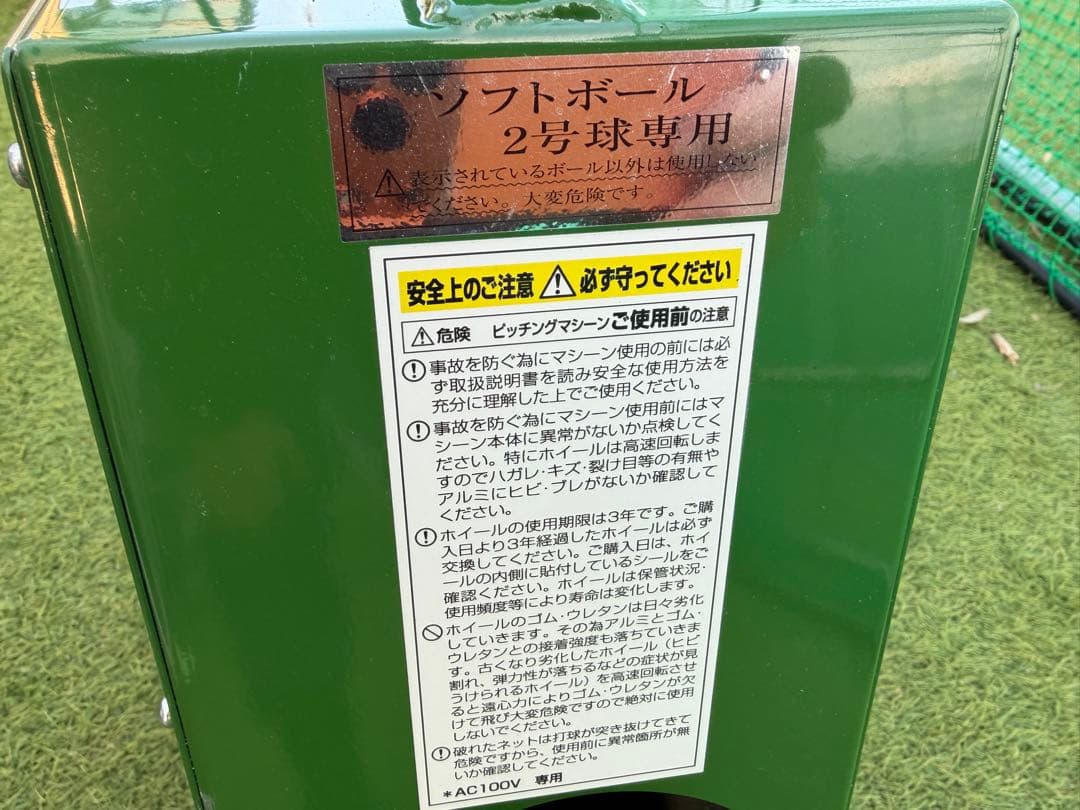 ソフトボール
2号球専用
表示されているボール以外は使用しない
でください。大変危険です。
安全上のご注意 必ず守ってください
危険 ピッチングマシーンご使用前の注意
事故を防ぐ為にマシーン使用の前には必
ず取扱説明書を読み安全な使用方法を
充分に理解した上でご使用ください。
事故を防ぐ為にマシーン使用前にはマ
シーン本体に異常がないか点検してく
ださい。特にホイールは高速回転しま
すのでハガレ・キズ・裂け目等の有無や
アルミにヒビ・ブレがないか確認して
ください。
ホイールの使用期限は3年です。ご購
入日より3年経過したホイールは必ず
交換してください。ご購入日は、ホイ
ールの内側に貼付しているシールをご
確認ください。ホイールは保管状況・
使用頻度等により寿命は変化します。
ホイールのゴム・ウレタンは日々劣化
していきます。その為アルミとゴム・
ウレタンとの接着強度も落ちていきま
す。古くなり劣化したホイール（ヒビ
割れ、弾力性が落ちるなどの症状が見
うけられるホイール）を高速回転させ
ると遠心力によりゴム・ウレタンが欠
けて飛び大変危険ですので絶対に使用
しないでください。
破れたネットは打球が突き抜けてきて
危険ですから、使用前に異常箇所が無
いか確認してください。
*AC100V 専用